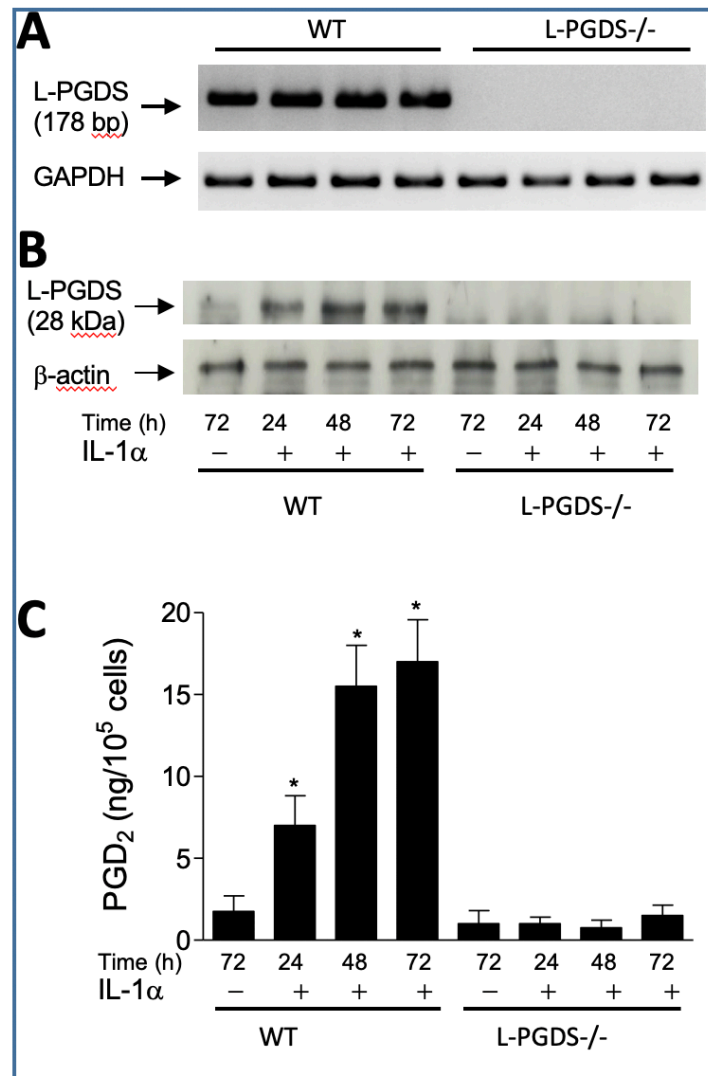 A
WT L-PGDS-/-
L-PGDS
(178 bp)
GAPDH
B
L-PGDS
(28 kDa)
β-actin
Time (h) 72 24 48 72 72 24 48 72
IL-1α – + + + – + + +
WT L-PGDS-/-
C
PGD₂ (ng/10⁵ cells)
20
15
10
5
0
* * *
Time (h) 72 24 48 72 72 24 48 72
IL-1α – + + + – + + +
WT L-PGDS-/-